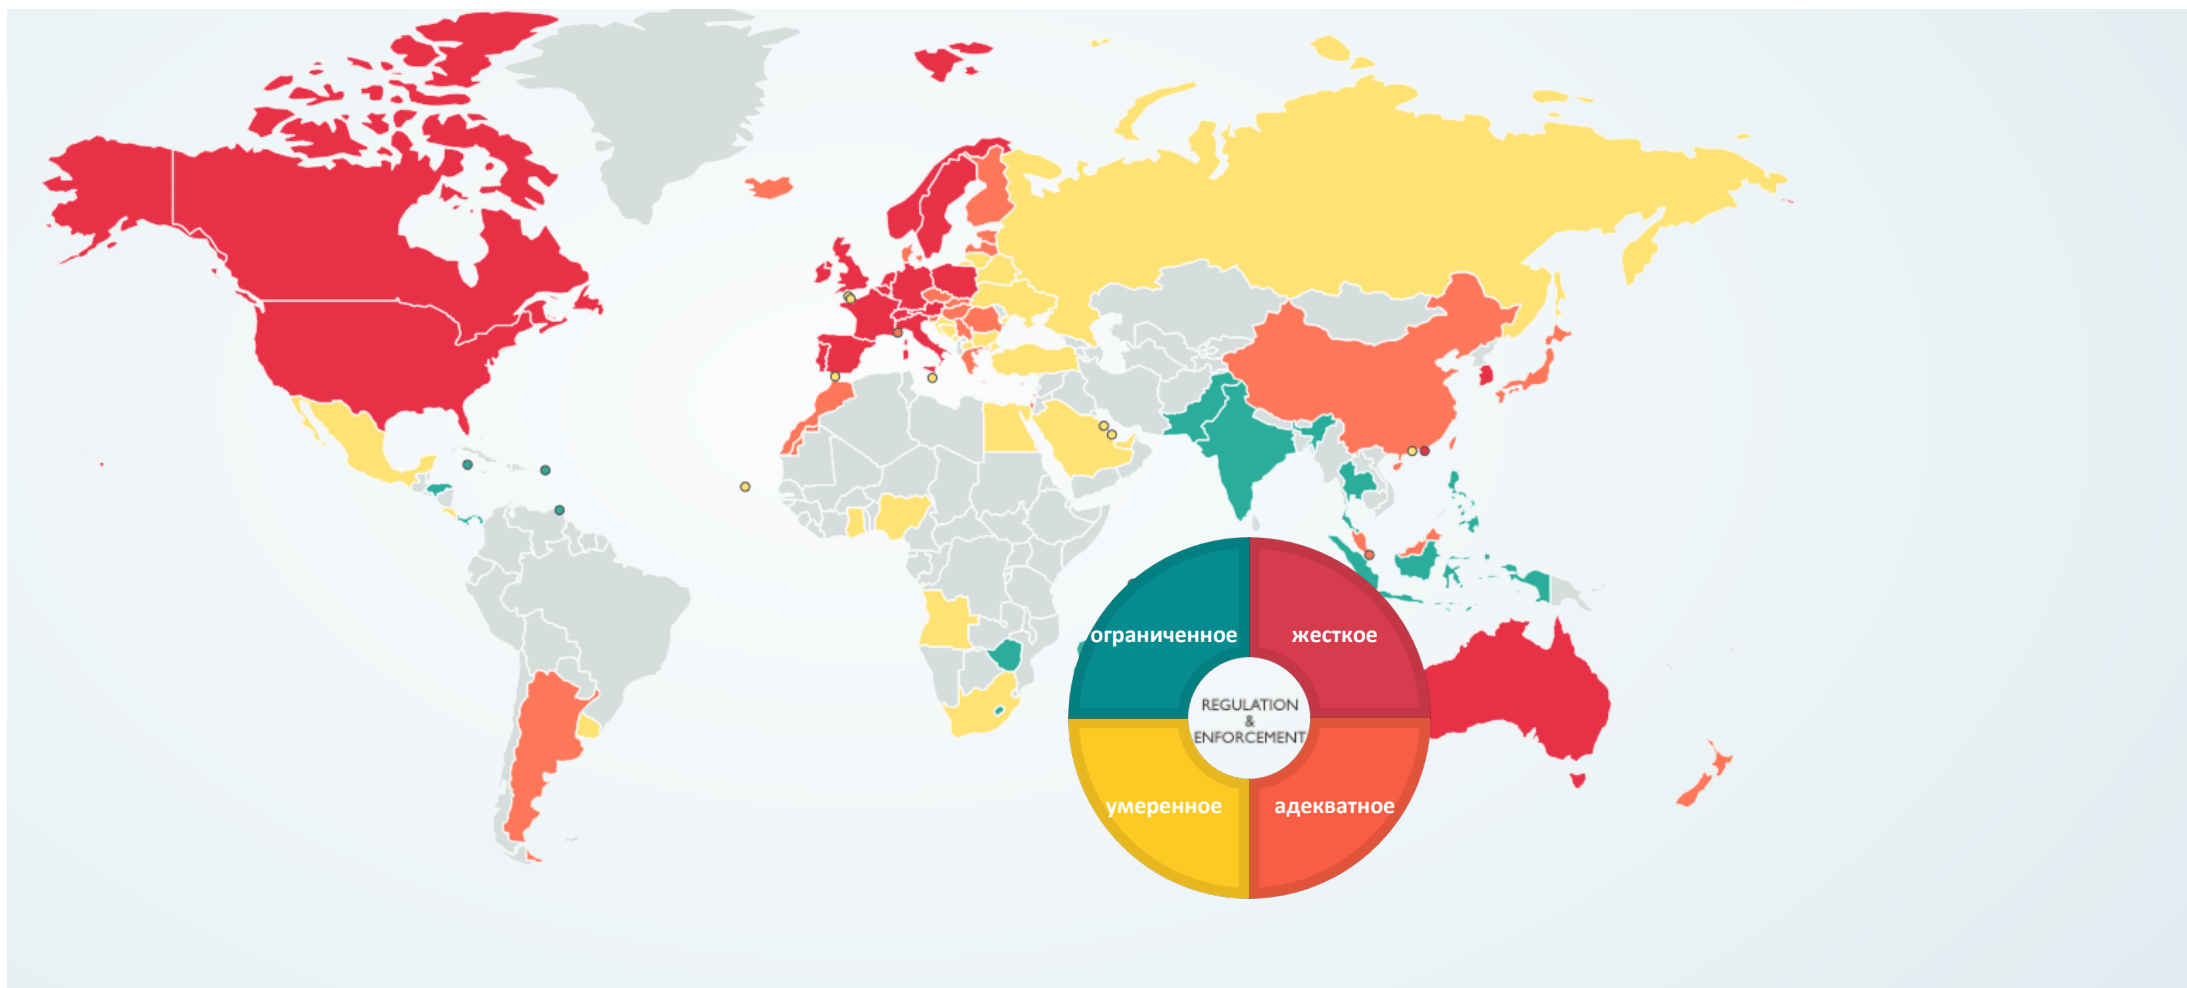 ограниченное
жесткое
REGULATION
&
ENFORCEMENT
умеренное
адекватное